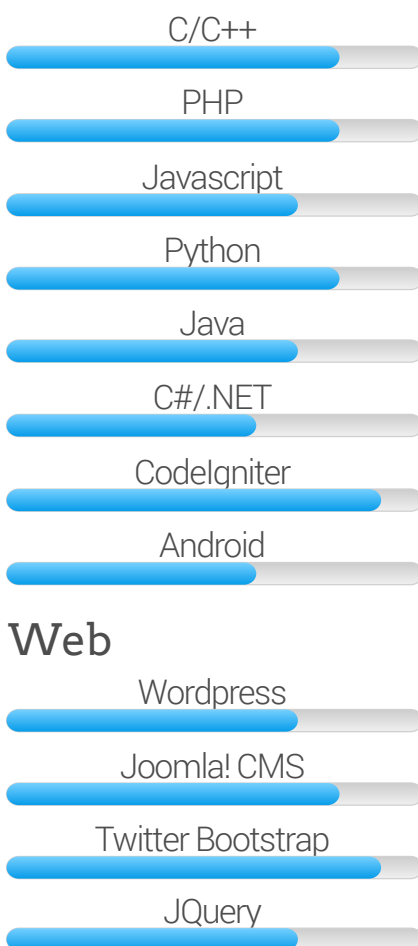 C/C++
PHP
Javascript
Python
Java
C#/.NET
CodeIgniter
Android
Web
Wordpress
Joomla! CMS
Twitter Bootstrap
JQuery